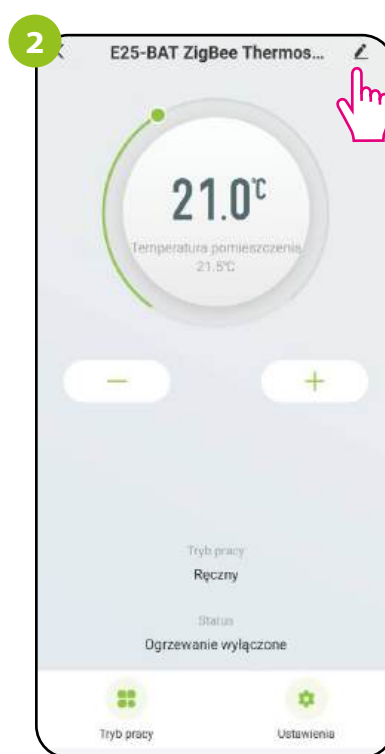 2
E25-BAT ZigBee Thermos...
21.0℃
Temperatura pomieszczenia
21.5℃
Tryb pracy
Ręczny
Status
Ogrzewanie wyłączone
Tryb pracy
Ustawienia